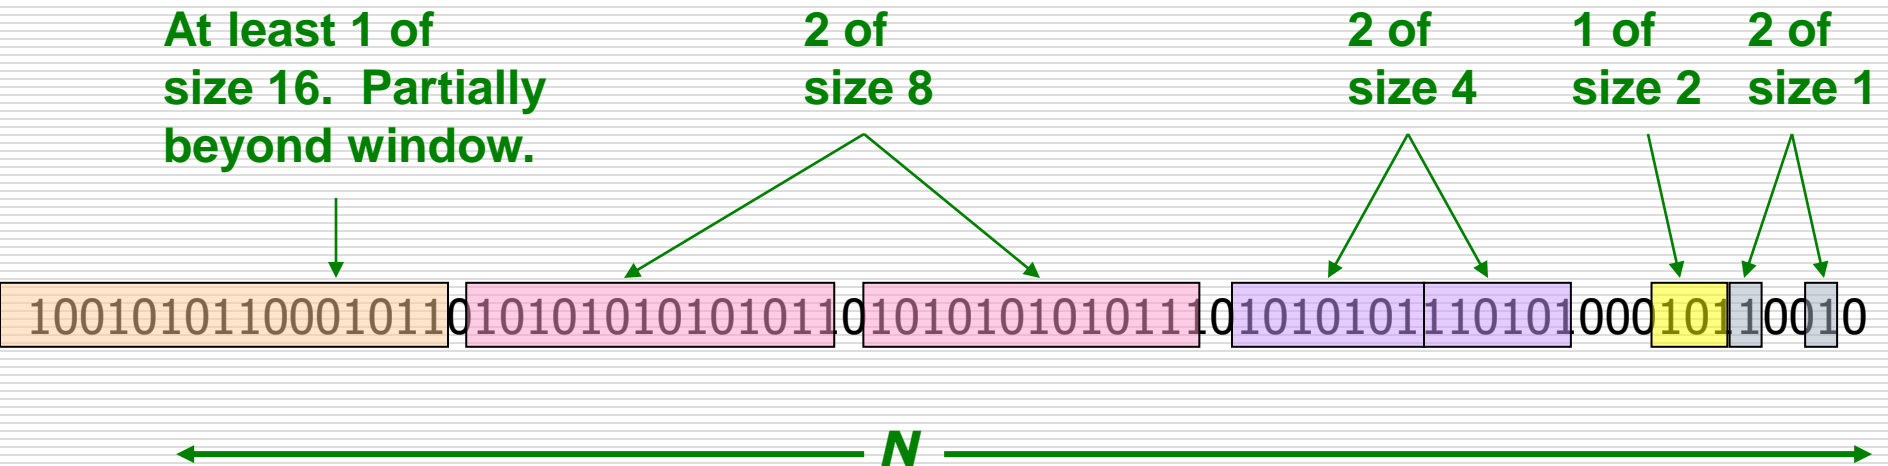 At least 1 of
size 16. Partially
beyond window.
2 of
size 8
2 of
size 4
1 of
size 2
2 of
size 1
1001010110001011010101010101011010101010101110101010111010100010110010
N